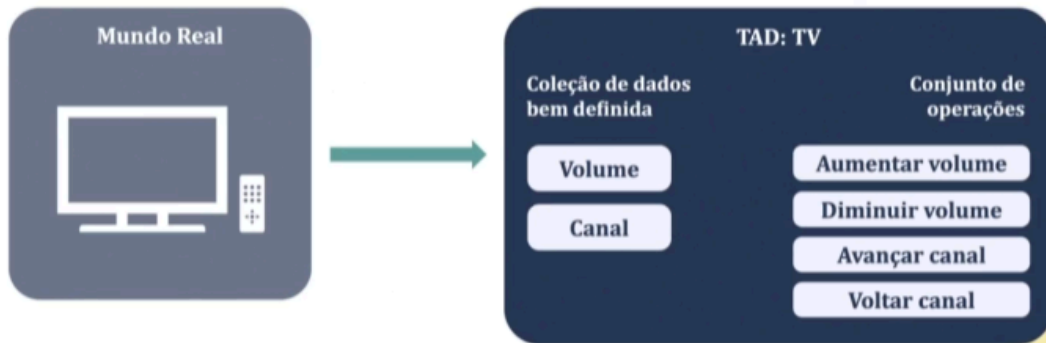 Mundo Real
TAD: TV
Coleção de dados
bem definida
Volume
Canal
Conjunto de
operações
Aumentar volume
Diminuir volume
Avançar canal
Voltar canal